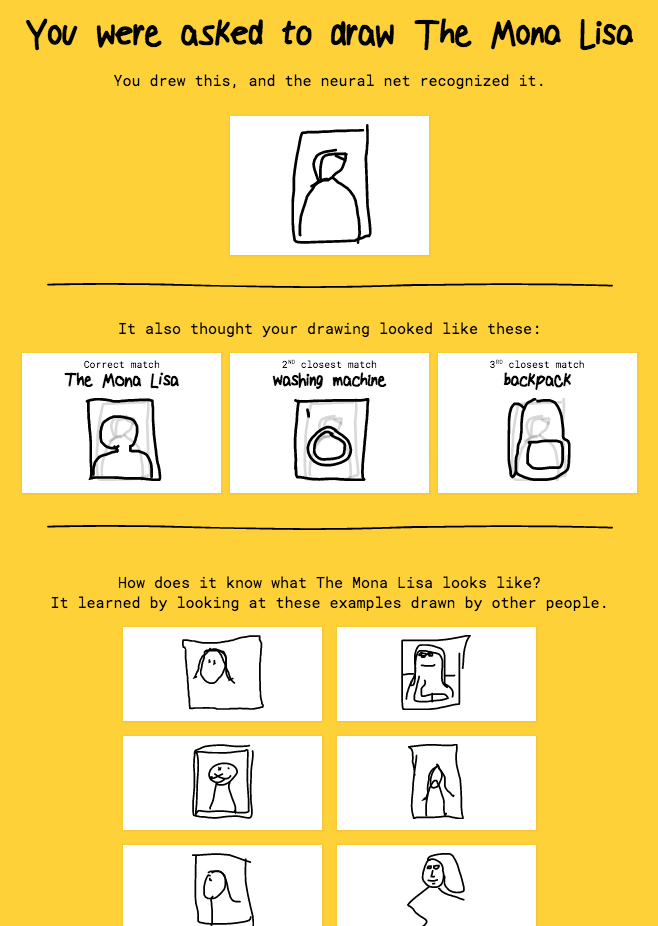 You were asked to draw The Mona Lisa
You drew this, and the neural net recognized it.
It also thought your drawing looked like these:
Correct match
The Mona Lisa
2ND closest match
washing machine
3RD closest match
backpack
How does it know what The Mona Lisa looks like?
It learned by looking at these examples drawn by other people.